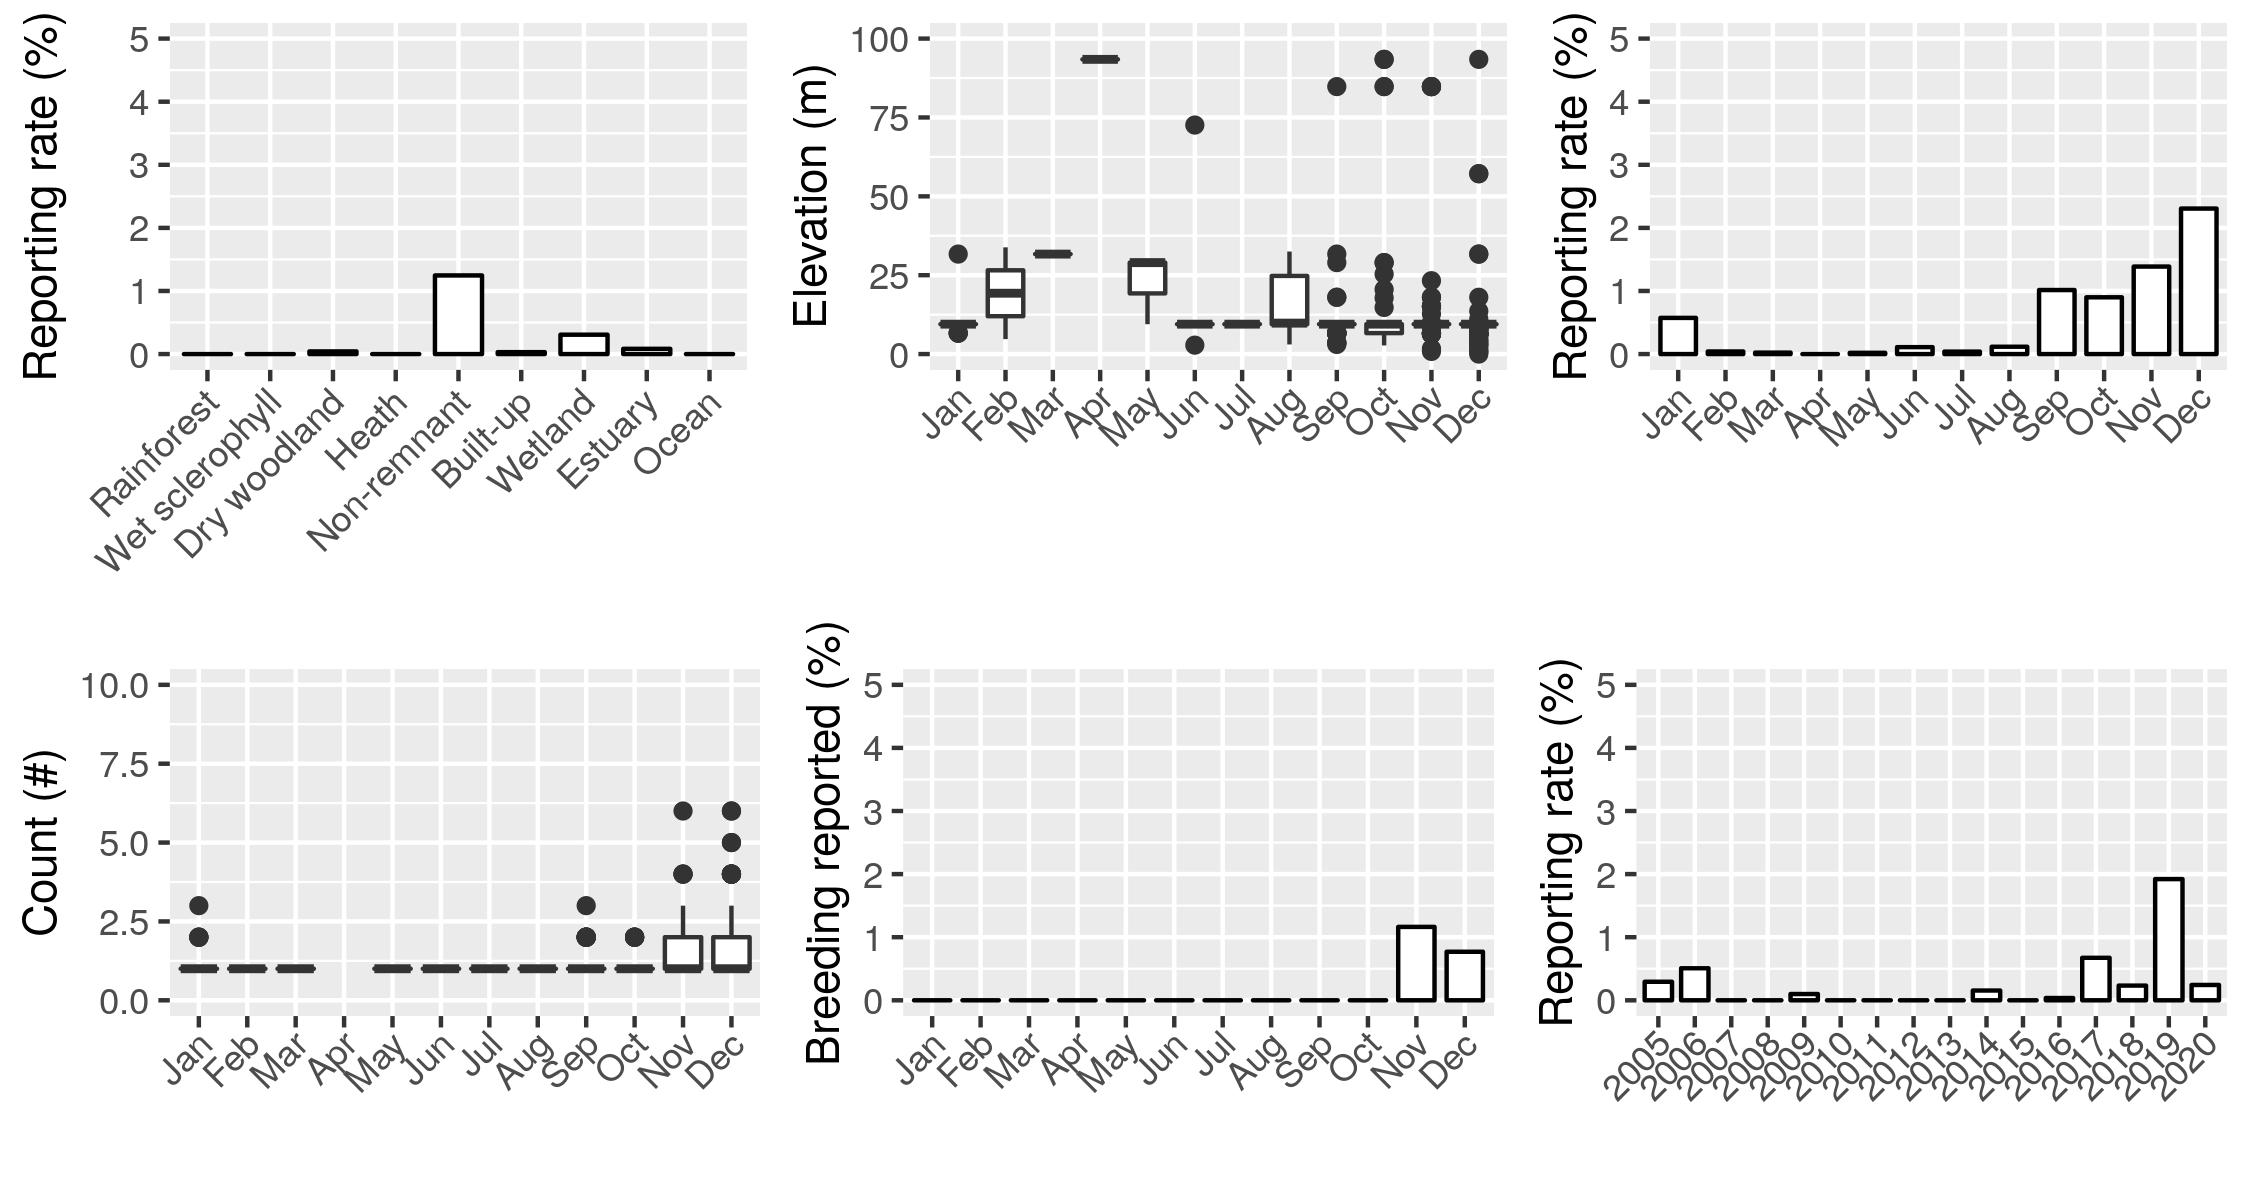 Reporting rate (%)
5
4
3
2
1
0
Rainforest
Wet sclerophyll
Dry woodland
Heath
Non-remnant
Built-up
Wetland
Estuary
Ocean
Elevation (m)
100
75
50
25
0
Jan
Feb
Mar
Apr
May
Jun
Jul
Aug
Sep
Oct
Nov
Dec
Reporting rate (%)
5
4
3
2
1
0
Jan
Feb
Mar
Apr
May
Jun
Jul
Aug
Sep
Oct
Nov
Dec
Count (#)
10.0
7.5
5.0
2.5
0.0
Jan
Feb
Mar
Apr
May
Jun
Jul
Aug
Sep
Oct
Nov
Dec
Breeding reported (%)
5
4
3
2
1
0
Jan
Feb
Mar
Apr
May
Jun
Jul
Aug
Sep
Oct
Nov
Dec
Reporting rate (%)
5
4
3
2
1
0
2005
2006
2007
2008
2009
2010
2011
2012
2013
2014
2015
2016
2017
2018
2019
2020